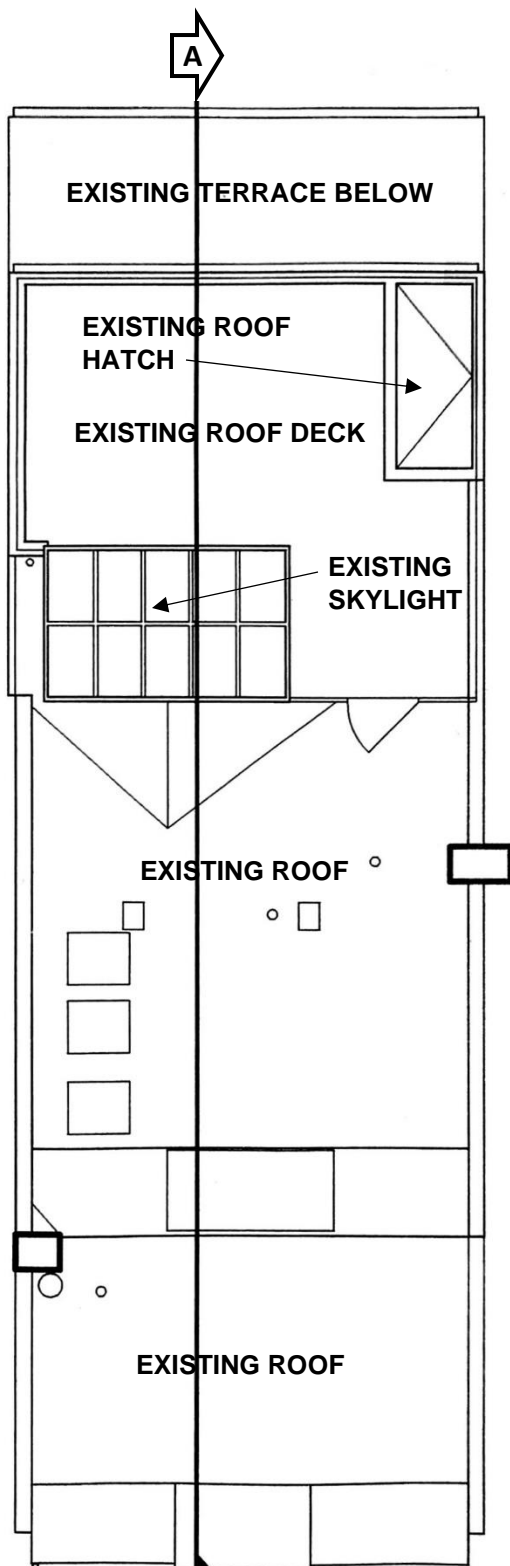 A
EXISTING TERRACE BELOW
EXISTING ROOF
HATCH
EXISTING ROOF DECK
EXISTING
SKYLIGHT
EXISTING ROOF
EXISTING ROOF